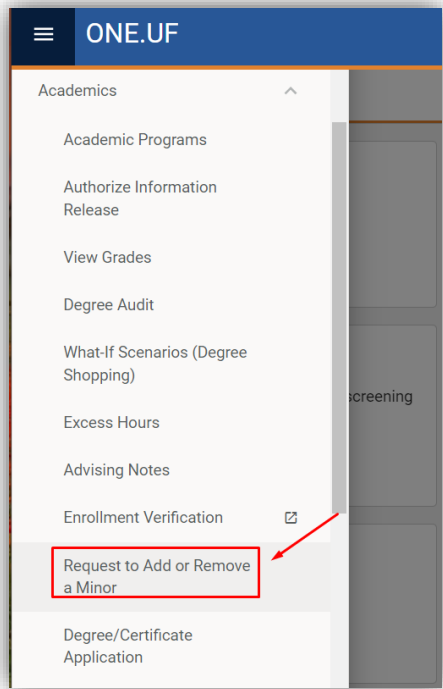 ONE.UF
Academics
Academic Programs
Authorize Information
Release
View Grades
Degree Audit
What-If Scenarios (Degree
Shopping)
screening
Excess Hours
Advising Notes
Enrollment Verification
Request to Add or Remove
a Minor
Degree/Certificate
Application